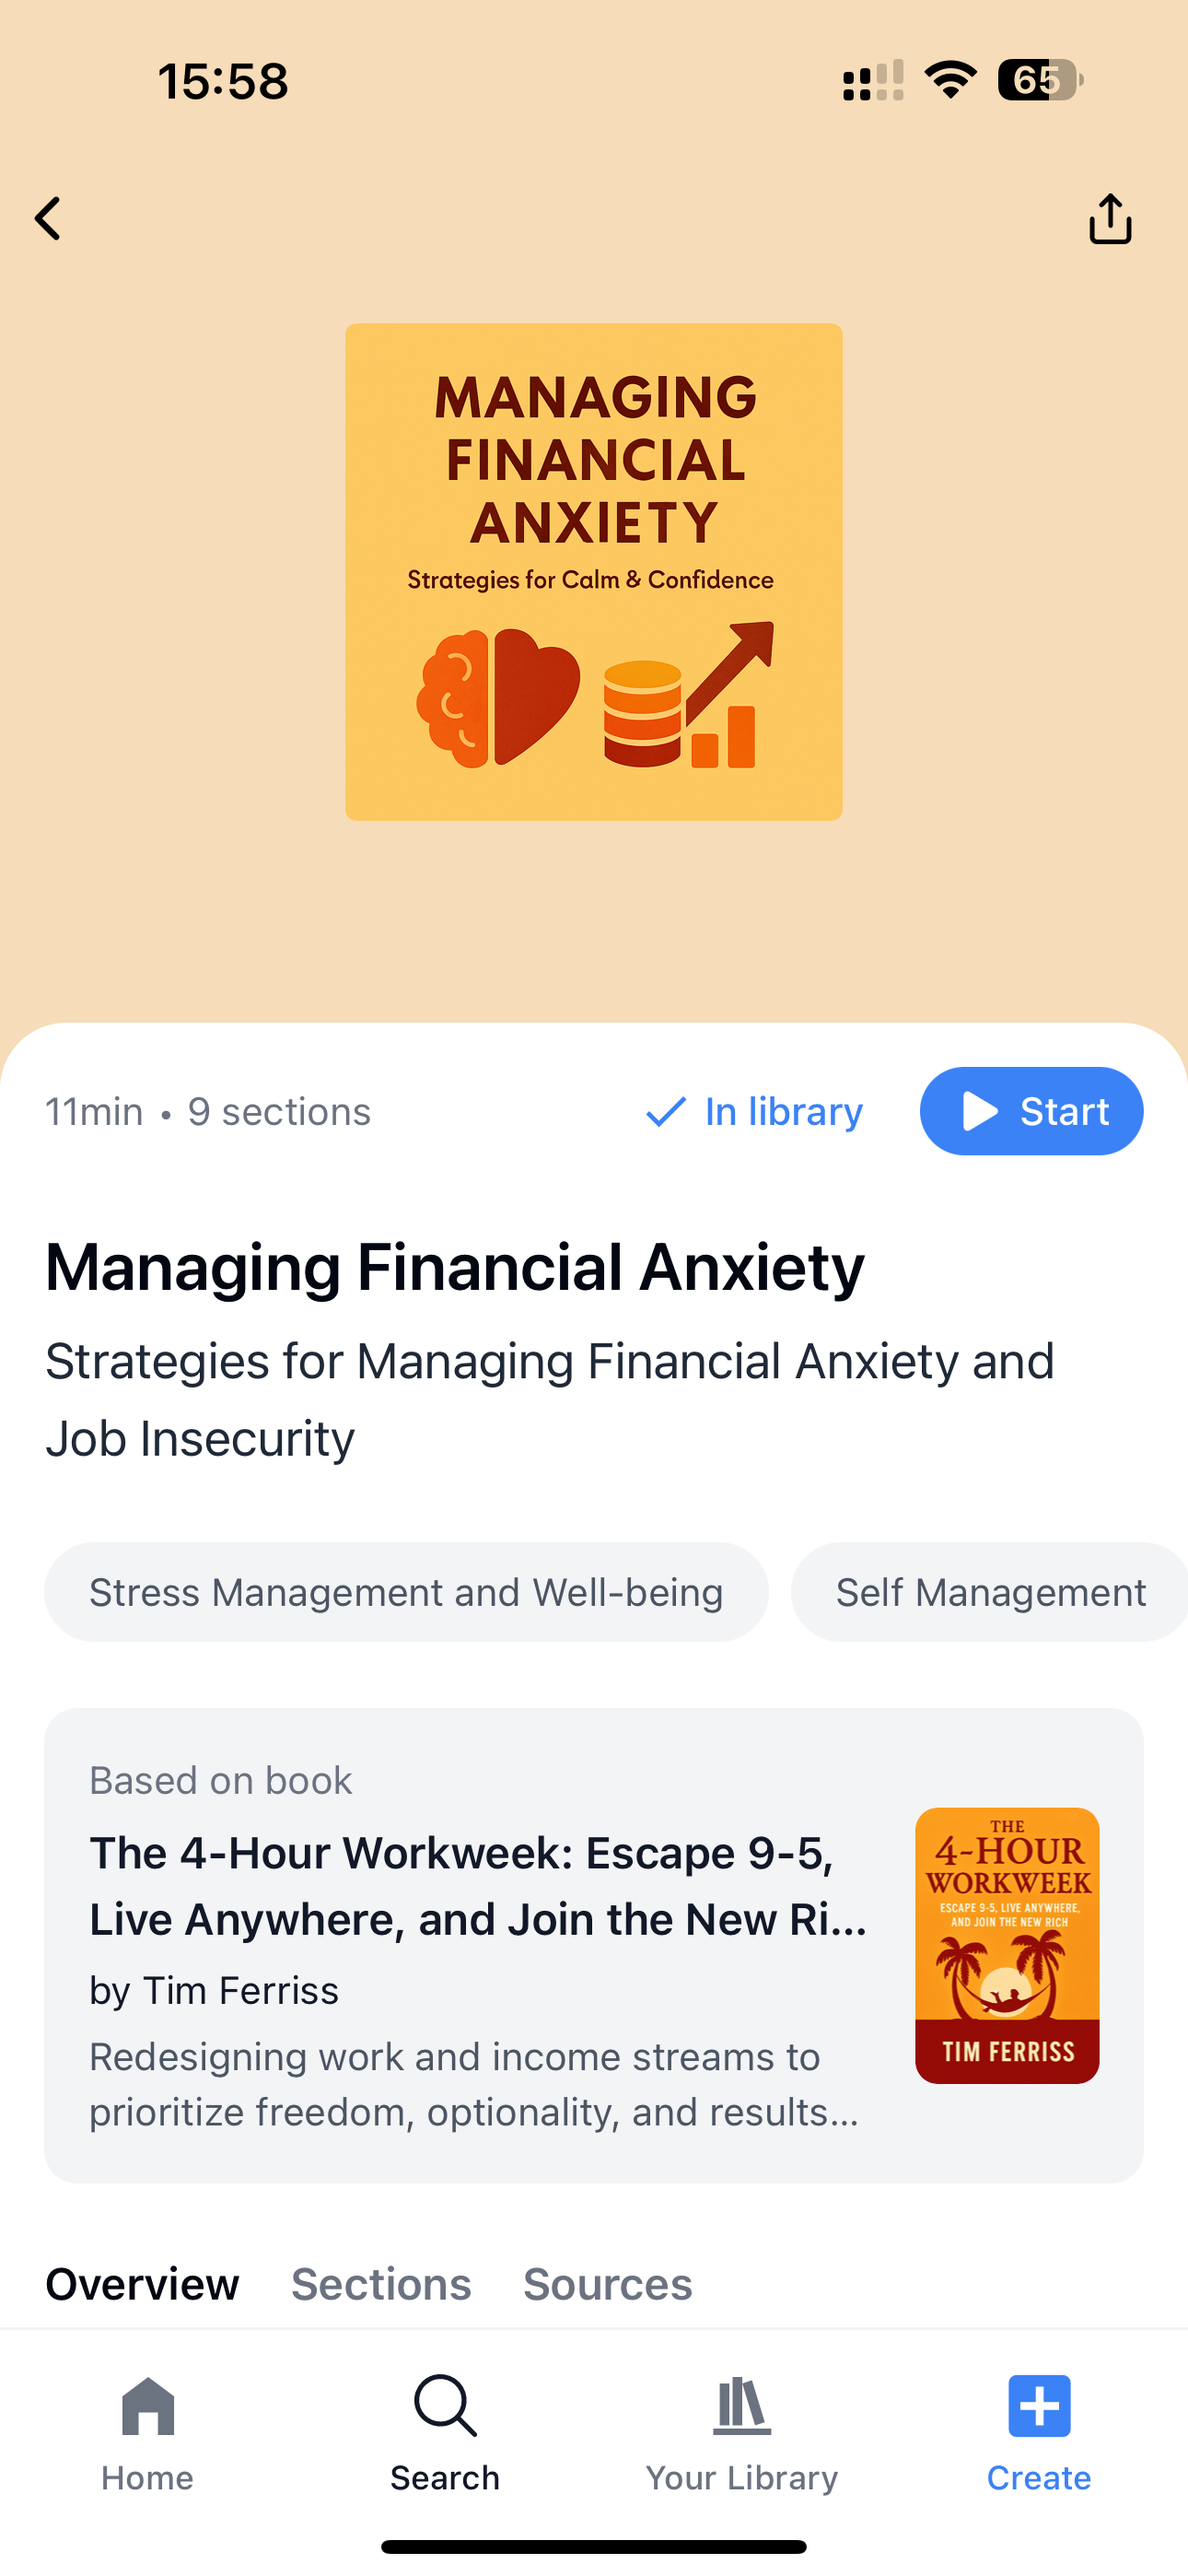 15:58
65
MANAGING
FINANCIAL
ANXIETY
Strategies for Calm & Confidence
11min • 9 sections
In library
Start
Managing Financial Anxiety
Strategies for Managing Financial Anxiety and
Job Insecurity
Stress Management and Well-being
Self Management
Based on book
The 4-Hour Workweek: Escape 9-5,
Live Anywhere, and Join the New Ri...
by Tim Ferriss
Redesigning work and income streams to
prioritize freedom, optionality, and results...
THE
4-HOUR
WORKWEEK
ESCAPE 9-5, LIVE ANYWHERE,
AND JOIN THE NEW RICH
TIM FERRISS
Overview
Sections
Sources
Home
Search
Your Library
Create